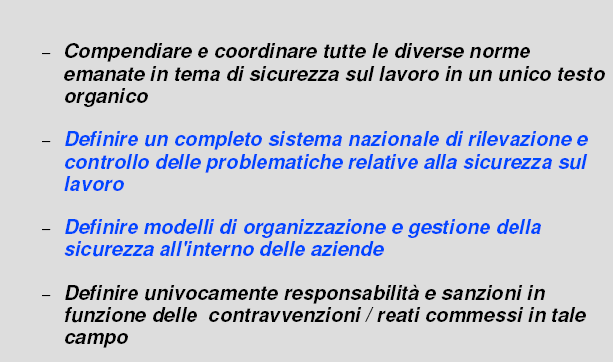 – Compendiare e coordinare tutte le diverse norme
emanate in tema di sicurezza sul lavoro in un unico testo
organico
– Definire un completo sistema nazionale di rilevazione e
controllo delle problematiche relative alla sicurezza sul
lavoro
– Definire modelli di organizzazione e gestione della
sicurezza all'interno delle aziende
– Definire univocamente responsabilità e sanzioni in
funzione delle  contravvenzioni / reati commessi in tale
campo